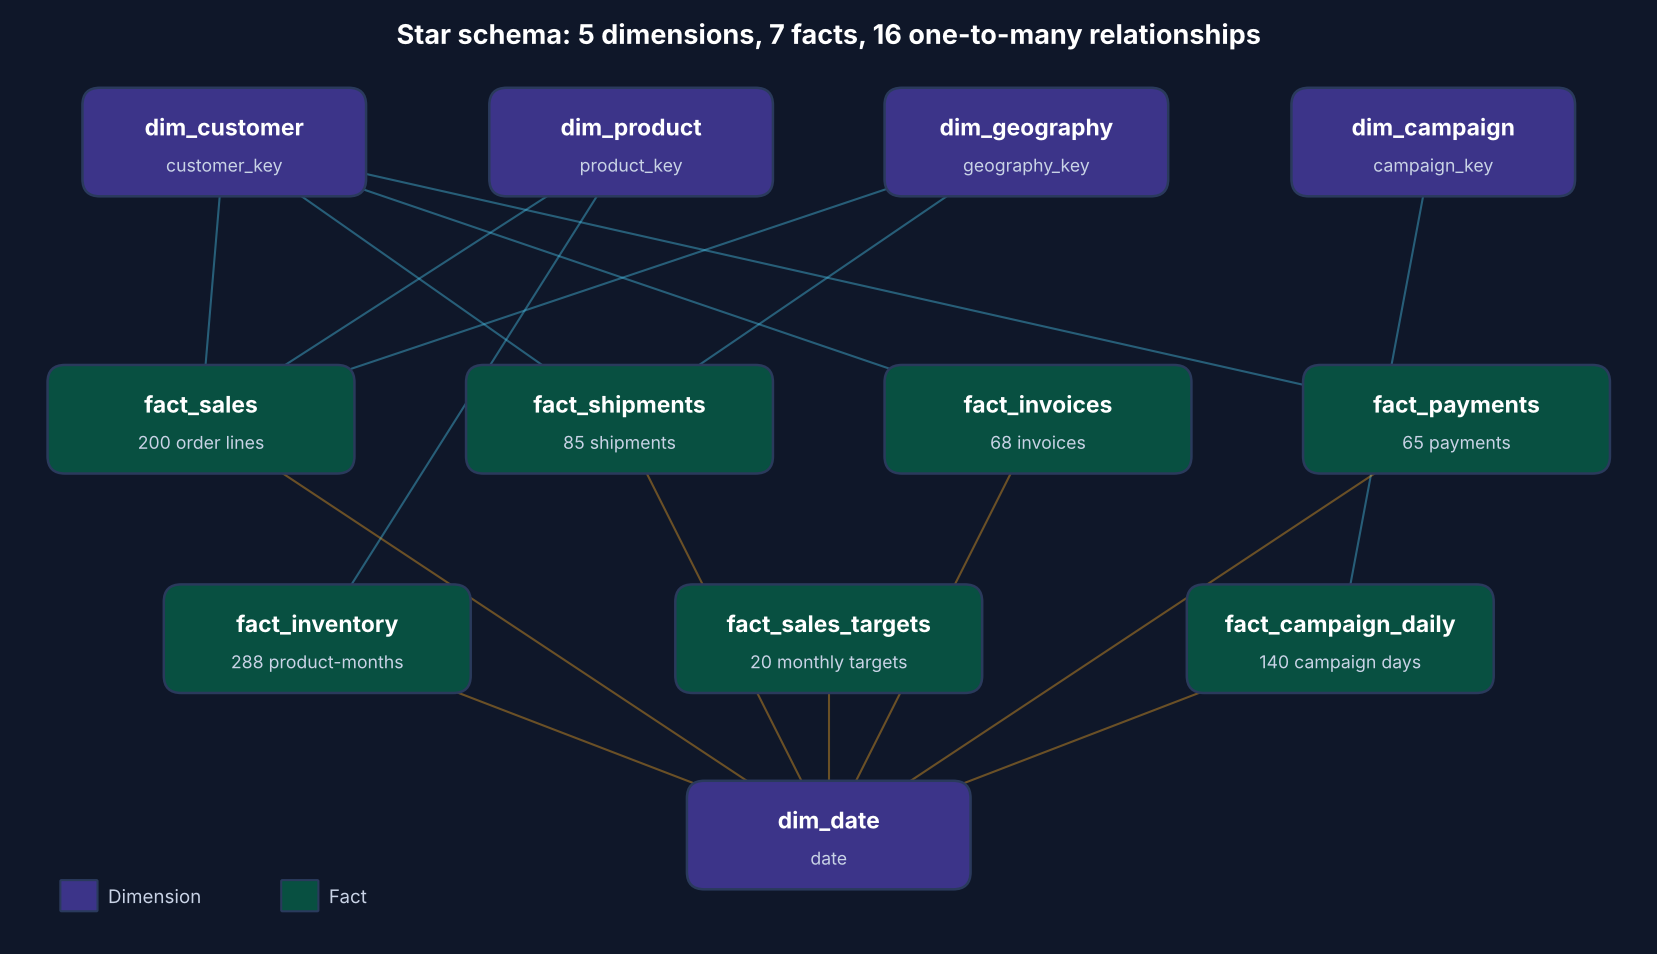 Star schema: 5 dimensions, 7 facts, 16 one-to-many relationships
dim_customer
customer_key
dim_product
product_key
dim_geography
geography_key
dim_campaign
campaign_key
fact_sales
200 order lines
fact_shipments
85 shipments
fact_invoices
68 invoices
fact_payments
65 payments
fact_inventory
288 product-months
fact_sales_targets
20 monthly targets
fact_campaign_daily
140 campaign days
dim_date
date
Dimension
Fact